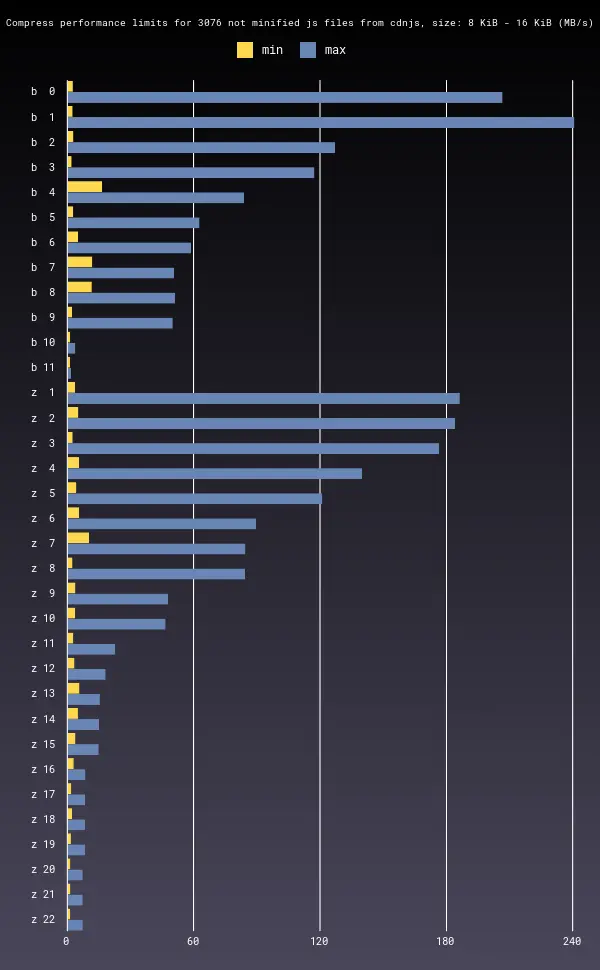 Compress performance limits for 3076 not minified js files from cdnjs, size: 8 KiB - 16 KiB (MB/s)
min max
b 0
b 1
b 2
b 3
b 4
b 5
b 6
b 7
b 8
b 9
b 10
b 11
z 1
z 2
z 3
z 4
z 5
z 6
z 7
z 8
z 9
z 10
z 11
z 12
z 13
z 14
z 15
z 16
z 17
z 18
z 19
z 20
z 21
z 22
0 60 120 180 240